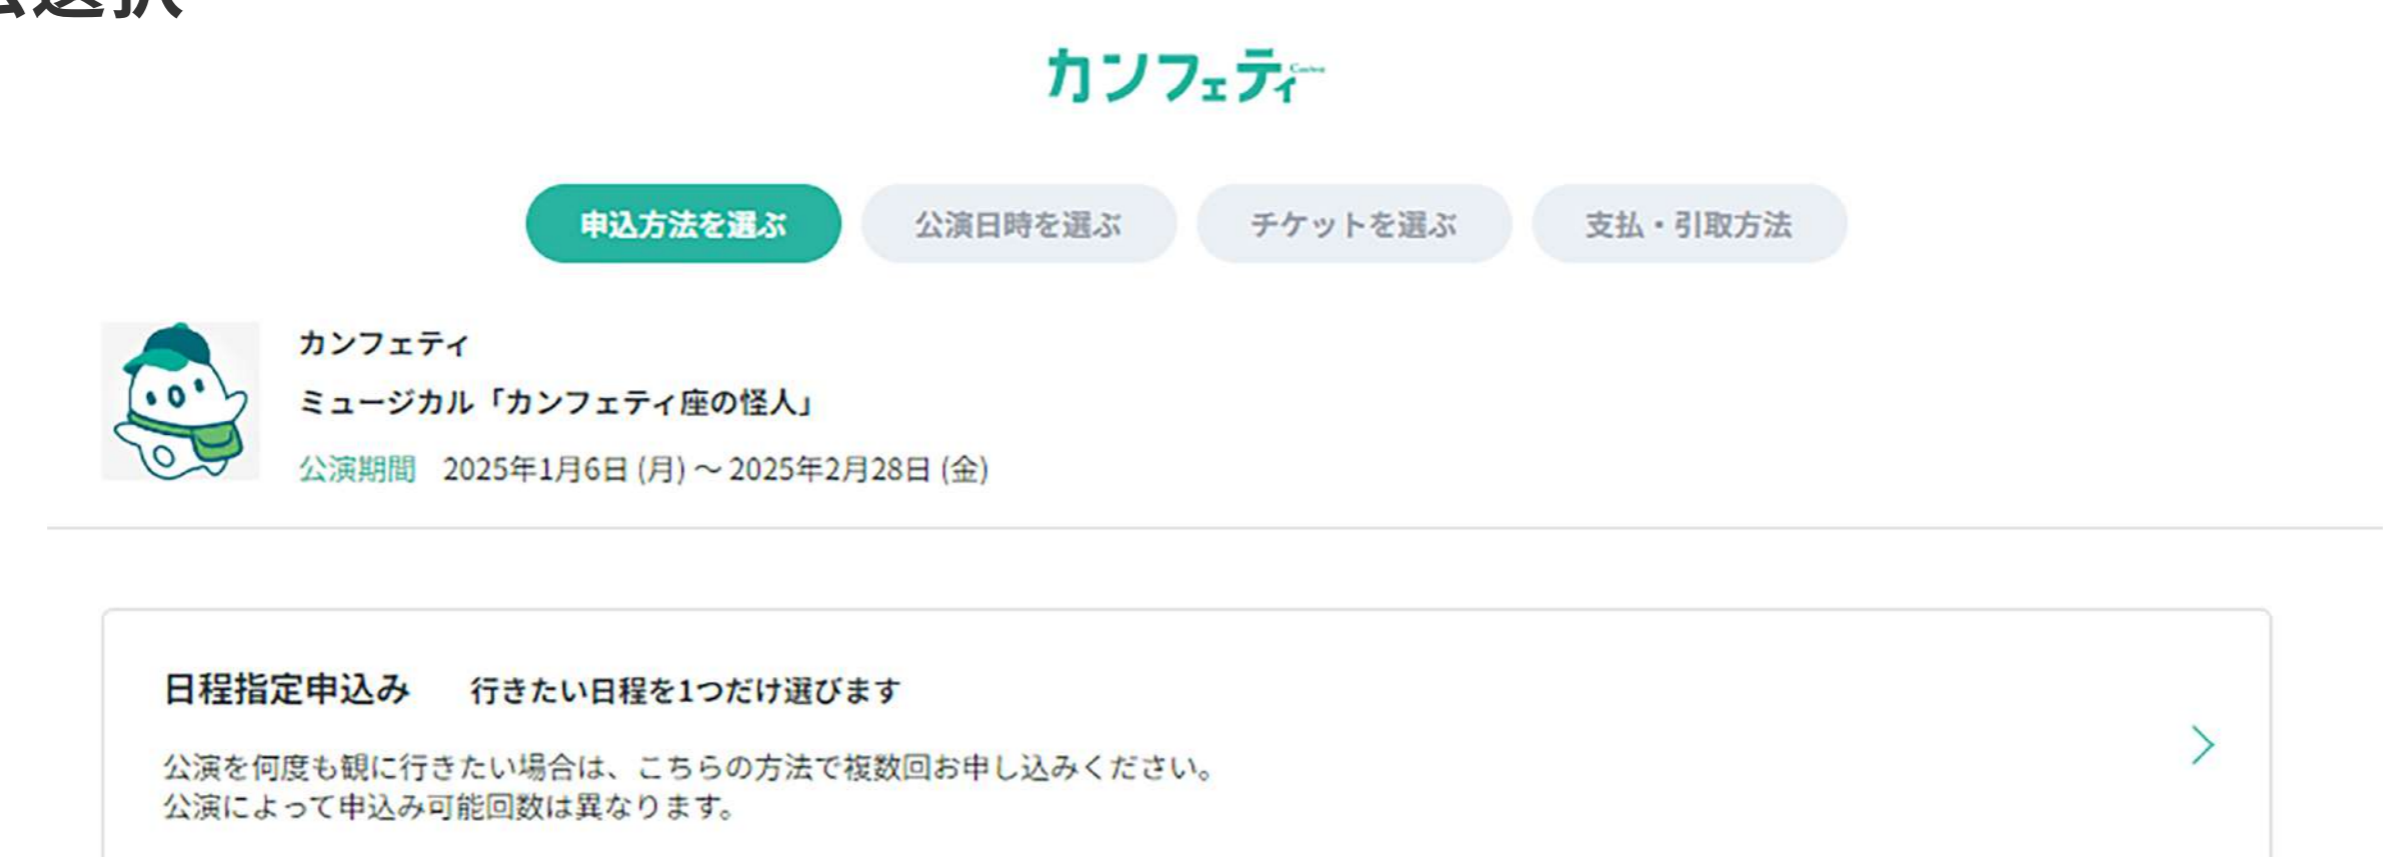 選択
カンフェティ
申込方法を選ぶ
公演日時を選ぶ
チケットを選ぶ
支払・引取方法
カンフェティ
ミュージカル「カンフェティ座の怪人」
公演期間 2025年1月6日 (月) ～ 2025年2月28日 (金)
日程指定申込み 行きたい日程を1つだけ選びます
公演を何度も観に行きたい場合は、こちらの方法で複数回お申し込みください。
公演によって申込み可能回数は異なります。